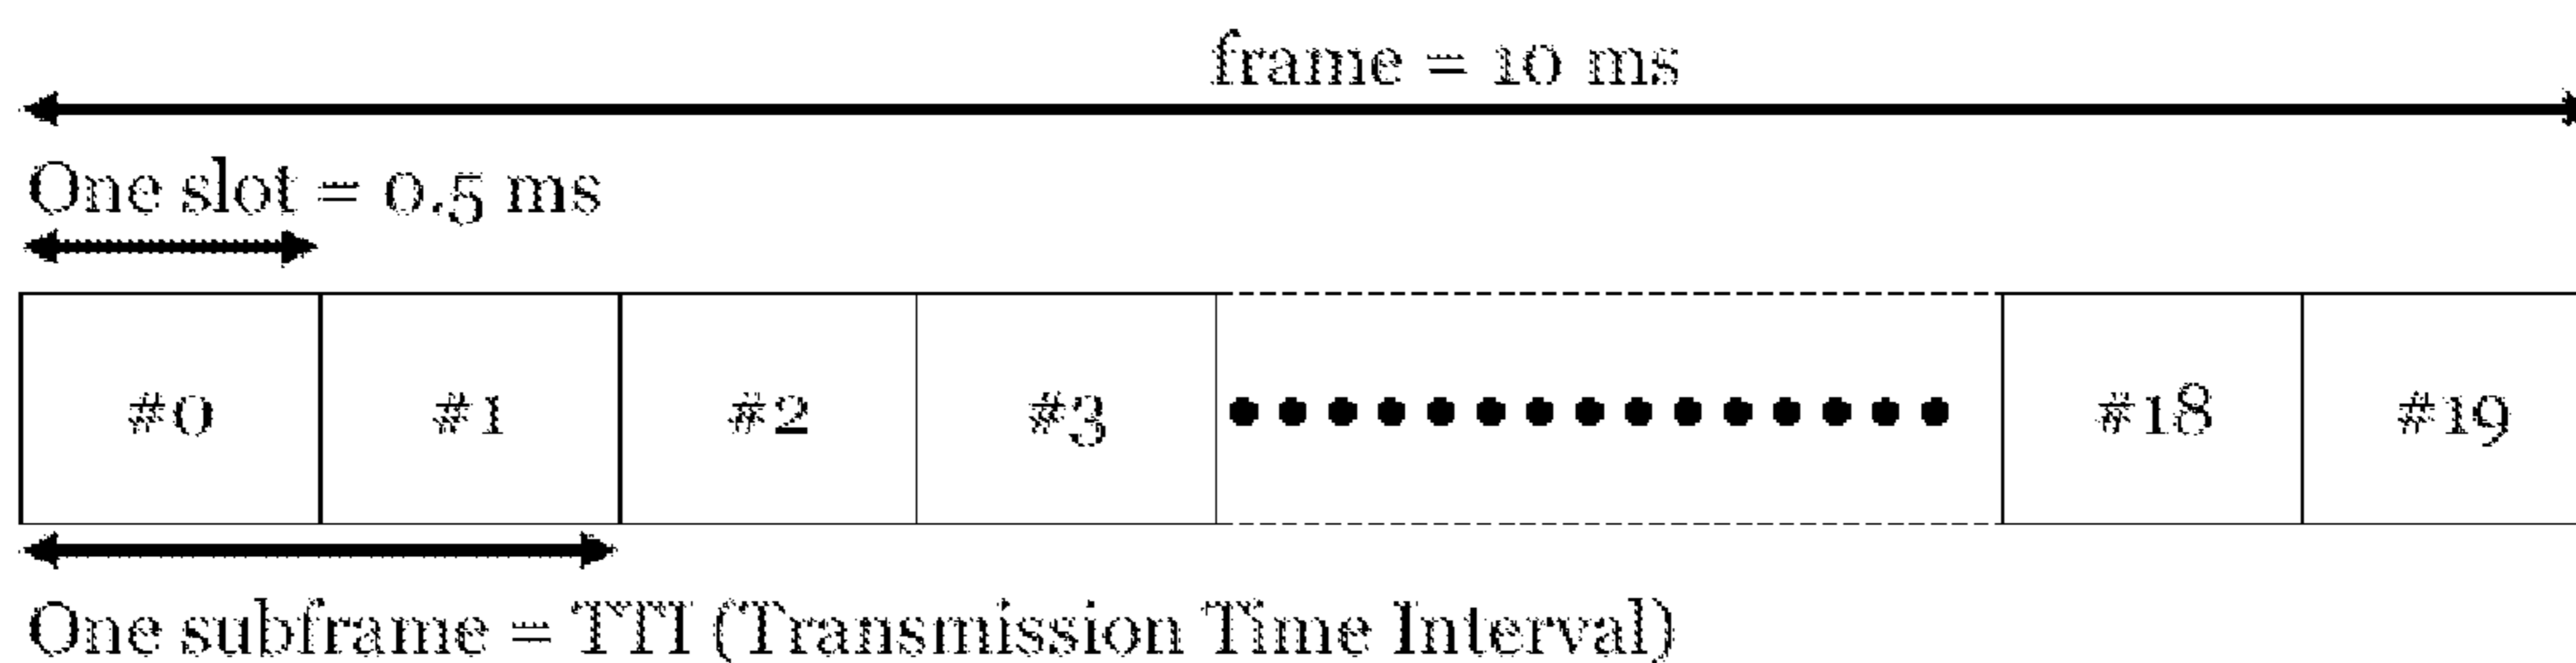 frame = 10 ms
One slot = 0.5 ms
#0 #1 #2 #3 #18 #19
One subframe = TTI (Transmission Time Interval)